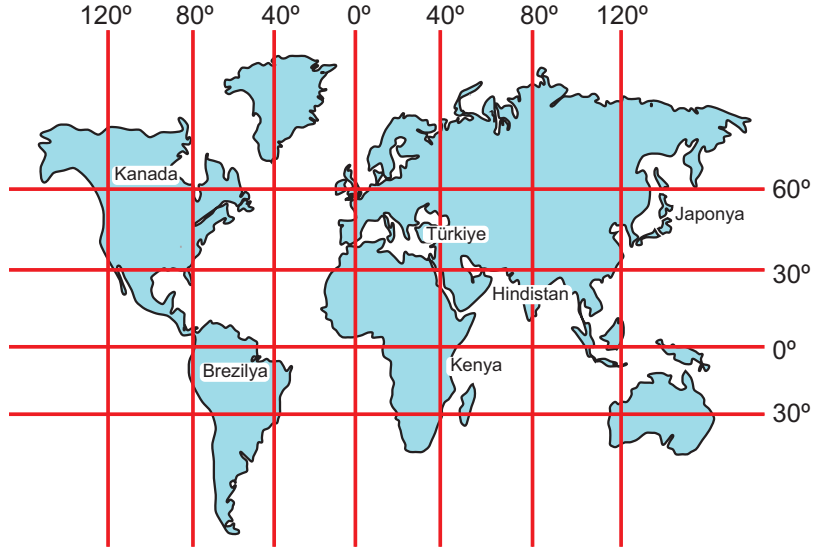 120º 80º 40º 0º 40º 80º 120º
Kanada
60º
Japonya
Türkiye
30º
Hindistan
0º
Kenya
Brezilya
30º